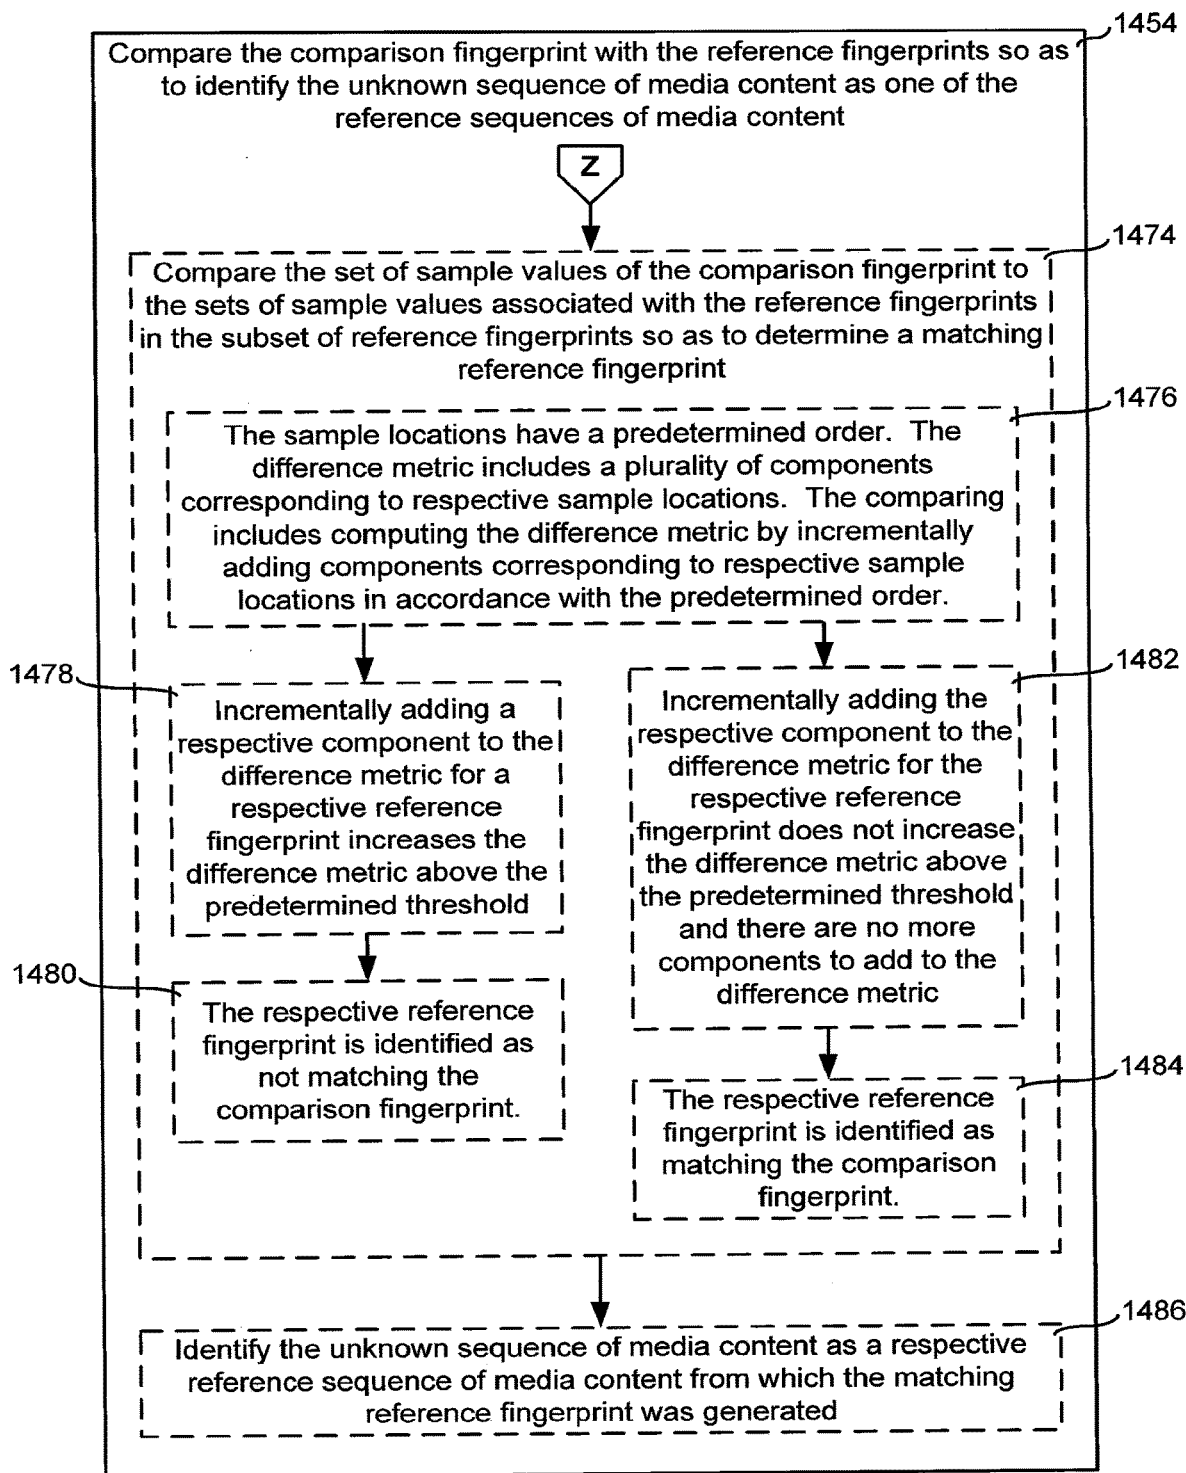 1454
Compare the comparison fingerprint with the reference fingerprints so as
to identify the unknown sequence of media content as one of the
reference sequences of media content
Z
1474
Compare the set of sample values of the comparison fingerprint to
the sets of sample values associated with the reference fingerprints
in the subset of reference fingerprints so as to determine a matching
reference fingerprint
1476
The sample locations have a predetermined order. The
difference metric includes a plurality of components
corresponding to respective sample locations. The comparing
includes computing the difference metric by incrementally
adding components corresponding to respective sample
locations in accordance with the predetermined order.
1478
Incrementally adding a
respective component to the
difference metric for a
respective reference
fingerprint increases the
difference metric above the
predetermined threshold
1480
The respective reference
fingerprint is identified as
not matching the
comparison fingerprint.
1482
Incrementally adding the
respective component to the
difference metric for the
respective reference
fingerprint does not increase
the difference metric above
the predetermined threshold
and there are no more
components to add to the
difference metric
1484
The respective reference
fingerprint is identified as
matching the comparison
fingerprint.
1486
Identify the unknown sequence of media content as a respective
reference sequence of media content from which the matching
reference fingerprint was generated